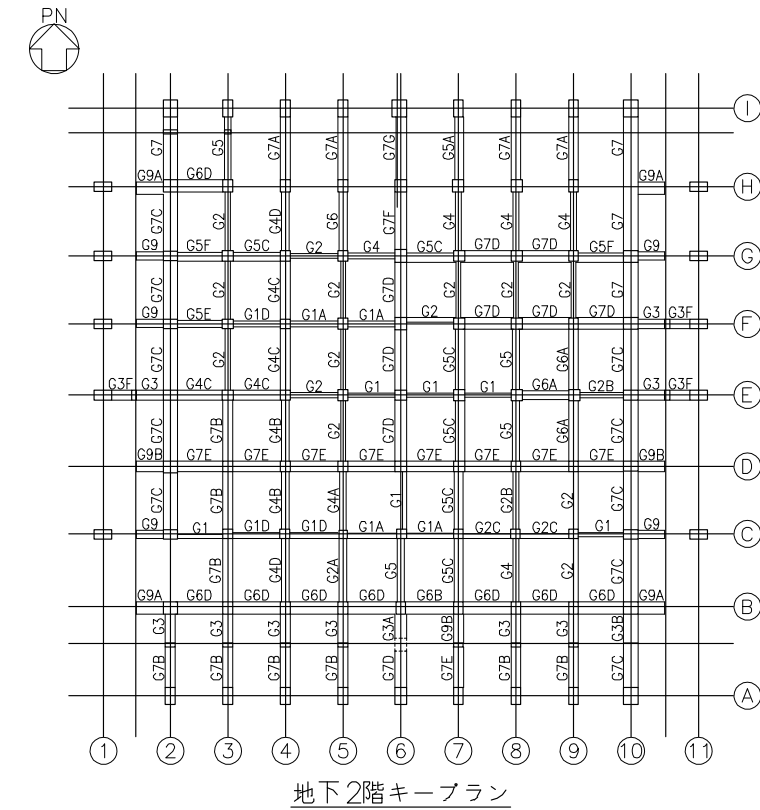 PN
I
G7 G5 G7A G7A G7G G5A G7A G7A G7
G9A G6D G9A
H
G7C G2 G4D G6 G7F G4 G4 G4 G7
G9 G5F G5C G2 G4 G5C G7D G7D G5F G9
G
G7C G2 G4C G2 G7D G2 G2 G2 G7
G9 G5E G1D G1A G1A G2 G7D G7D G7D G3 G3F
F
G7C G2 G4C G2 G7D G5C G5 G6A G7C
G3F G3 G4C G4C G2 G1 G1 G1 G6A G2B G3 G3F
E
G7C G7B G4B G2 G7D G5C G5 G6A G7C
G9B G7E G7E G7E G7E G7E G7E G7E G7E G9B
D
G7C G7B G4B G4A G1 G5C G2B G2 G7C
G9 G1 G1D G1D G1A G1A G2C G2C G1 G9
C
G7B G4D G2A G5 G5C G4 G2 G7C
G9A G6D G6D G6D G6D G6B G6D G6D G6D G9A
B
G3 G3 G3 G3 G3A G9B G3 G3 G3B
G7B G7B G7B G7B G7D G7E G7B G7B G7C
A
1 2 3 4 5 6 7 8 9 10 11
地下2階キープラン